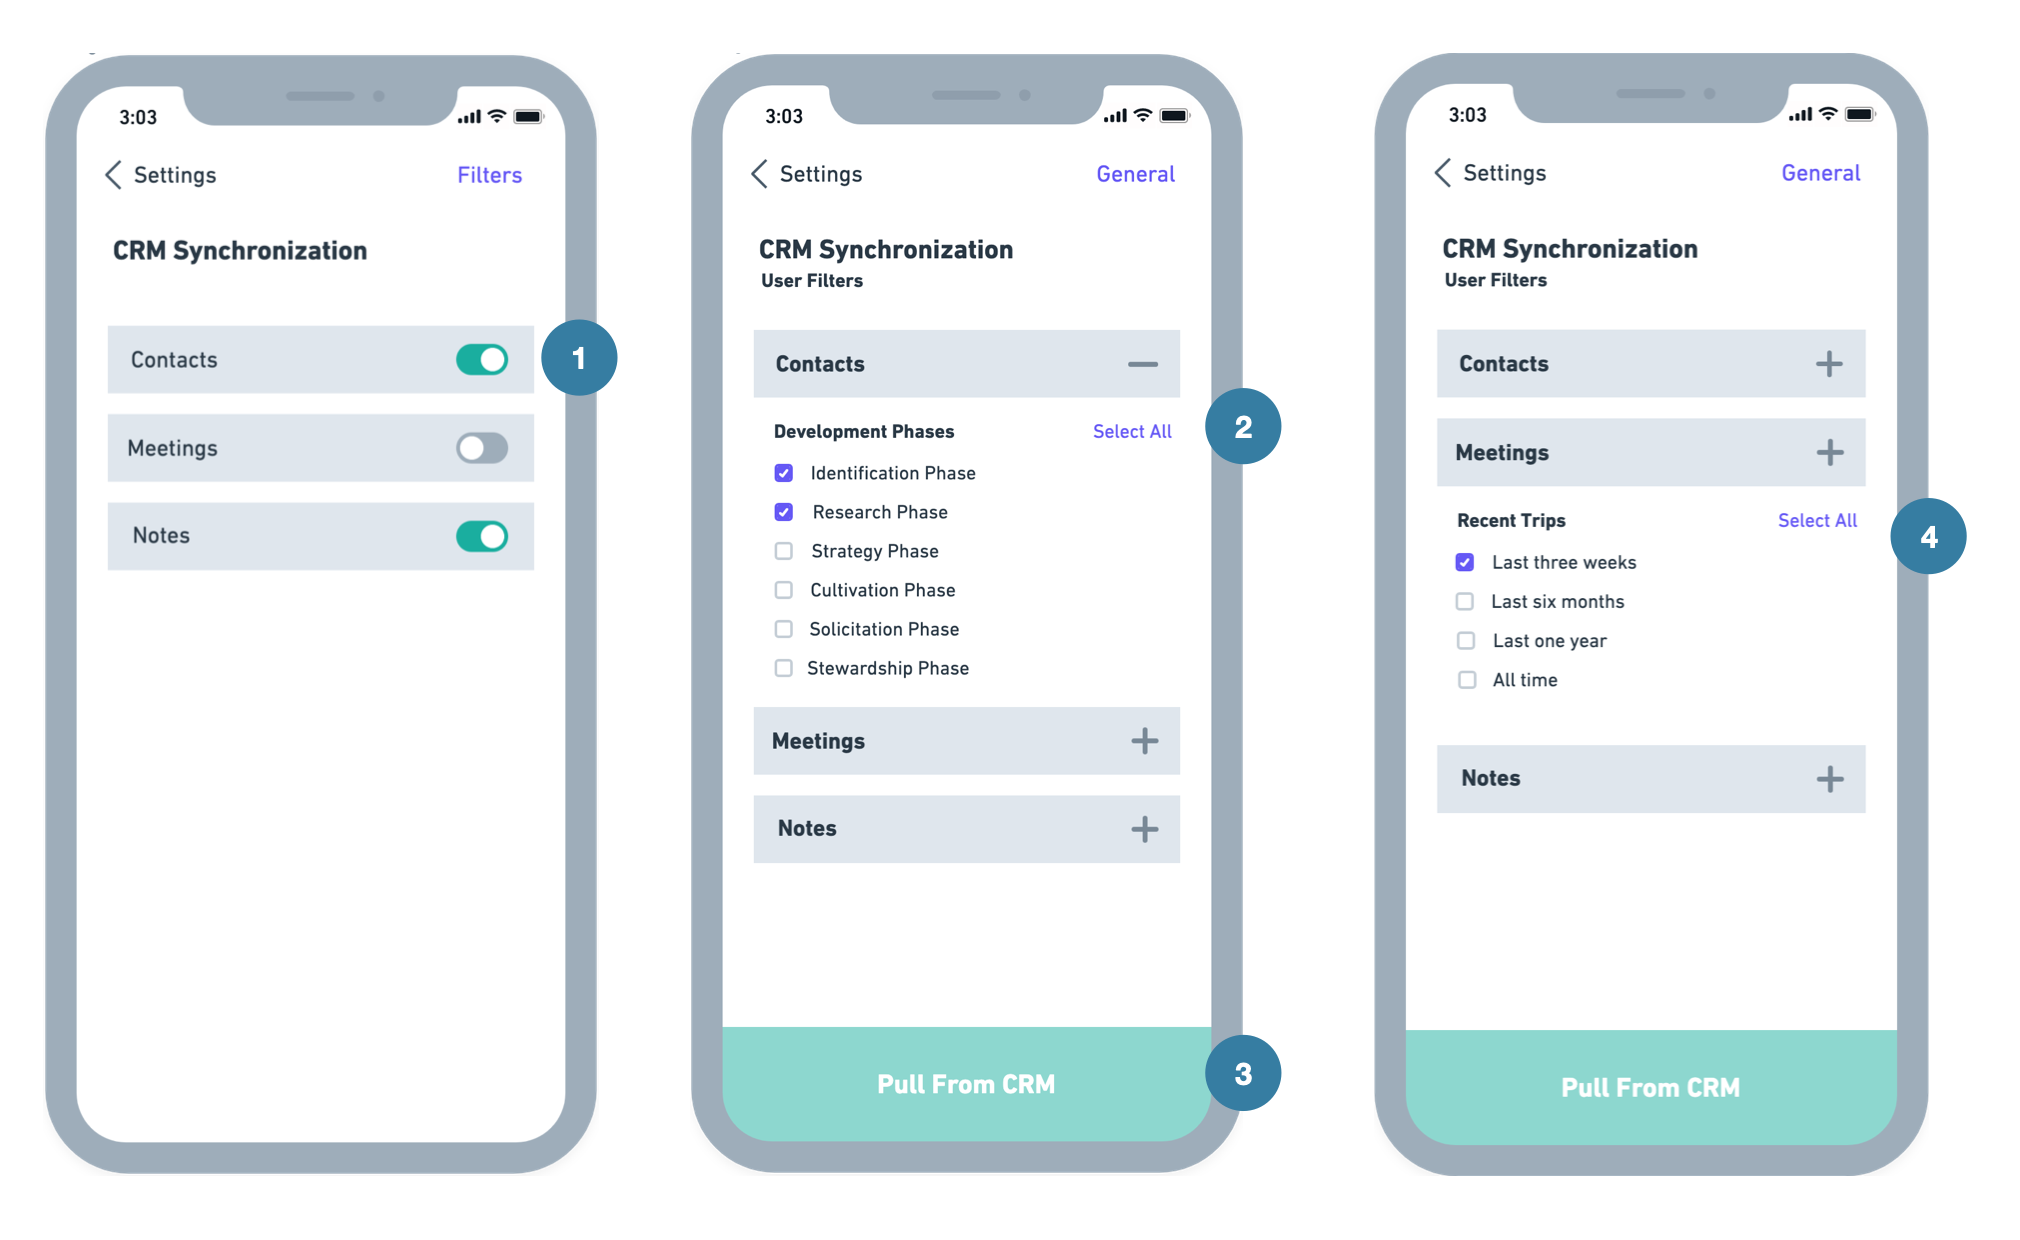 3:03
Settings
Filters
CRM Synchronization
Contacts
1
Meetings
Notes
3:03
Settings
General
CRM Synchronization
User Filters
Contacts
2
Development Phases
Select All
Identification Phase
Research Phase
Strategy Phase
Cultivation Phase
Solicitation Phase
Stewardship Phase
Meetings
Notes
Pull From CRM
3
3:03
Settings
General
CRM Synchronization
User Filters
Contacts
Meetings
Recent Trips
Select All
4
Last three weeks
Last six months
Last one year
All time
Notes
Pull From CRM